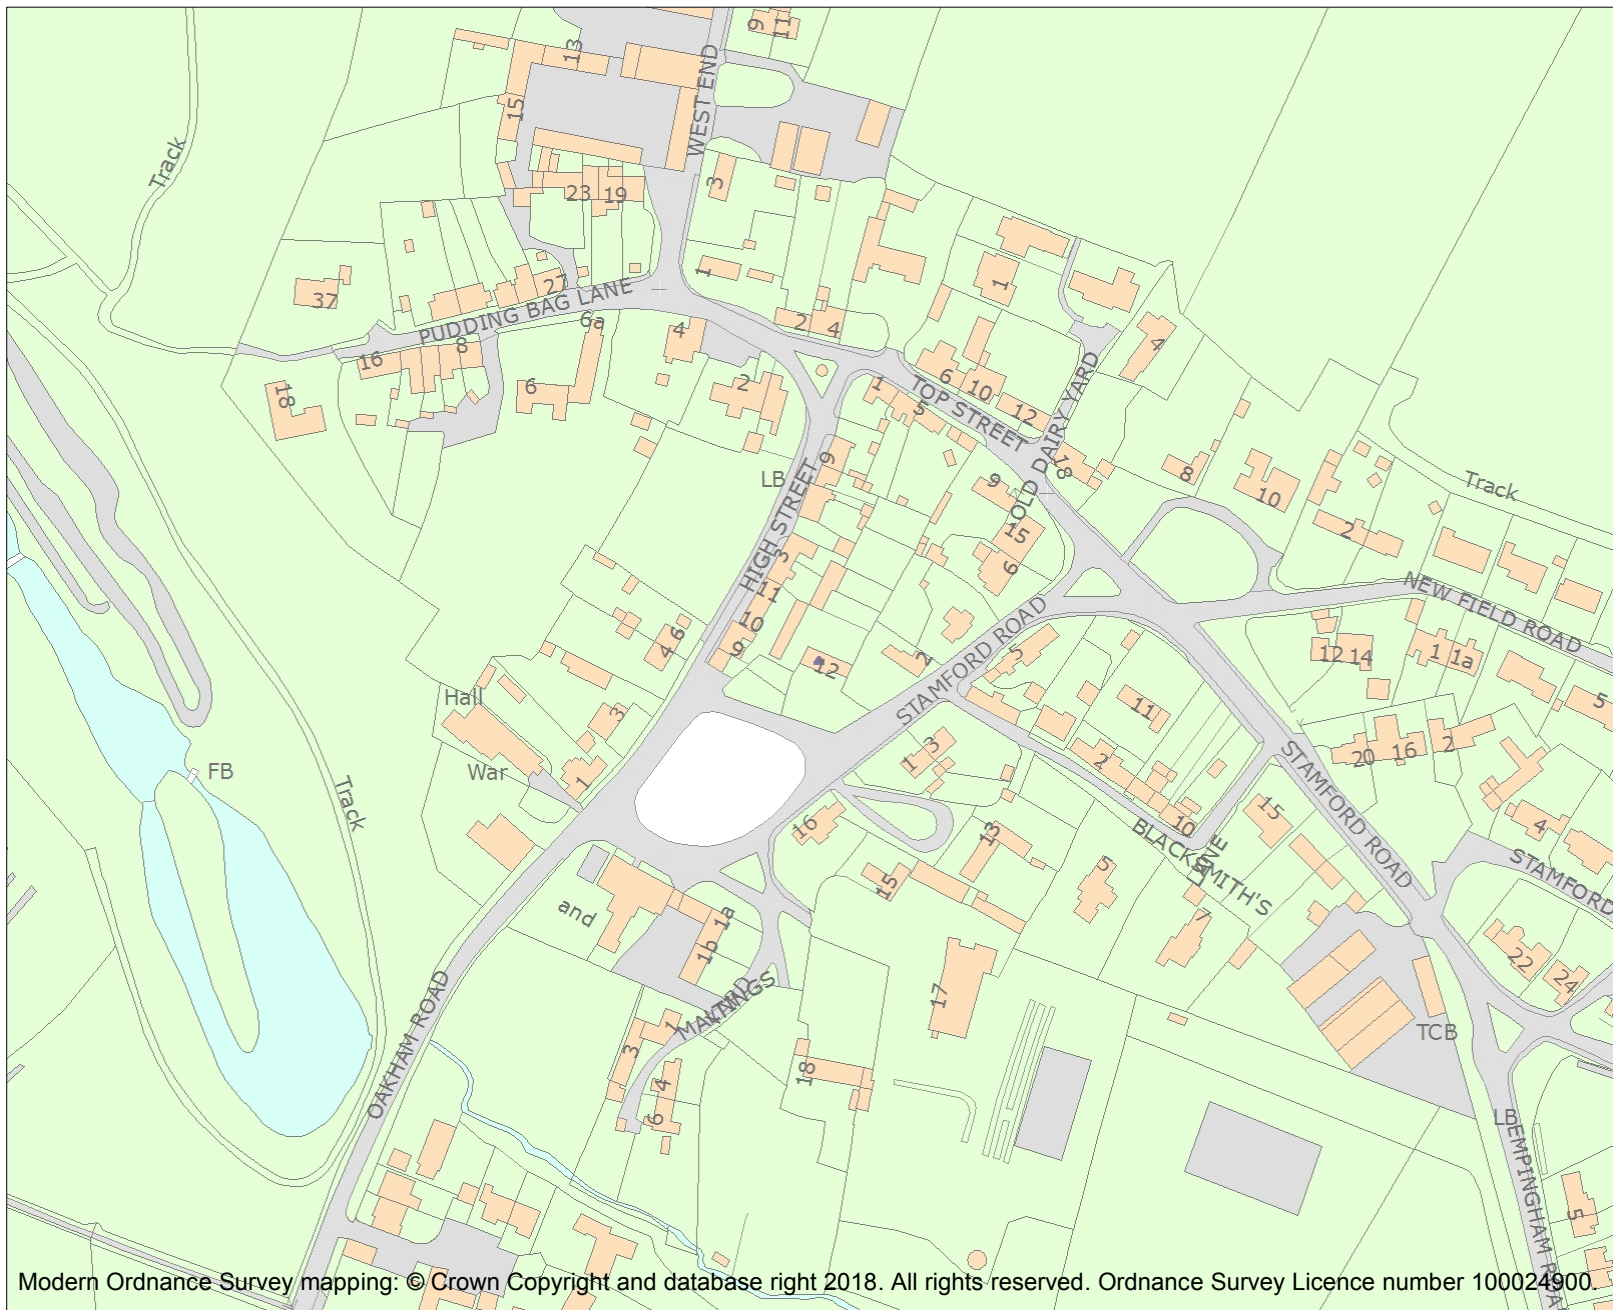 9
11
13
WEST END
15
Track
3
23
19
1
27
37
1
PUDDING BAG LANE
6a
4
2
4
4
8
16
6
18
2
6
10
1
5
12
TOP STREET
OLD DAIRY YARD
18
9
LB
9
8
10
Track
2
15
6
HIGH STREET
3
11
10
9
12
NEW FIELD ROAD
STAMFORD ROAD
5
2
6
4
12
14
1
1a
5
Hall
3
11
War
1
1
3
2
20
16
2
FB
Track
STAMFORD ROAD
16
13
10
15
4
BLACKSMITH'S
LANE
STAMFORD
15
5
and
1a
1b
7
22
24
17
MALTINGS
YARD
OAKHAM ROAD
TCB
1
3
18
4
6
LB
EMPINGHAM ROAD
5
Modern Ordnance Survey mapping: © Crown Copyright and database right 2018. All rights reserved. Ordnance Survey Licence number 100024900.